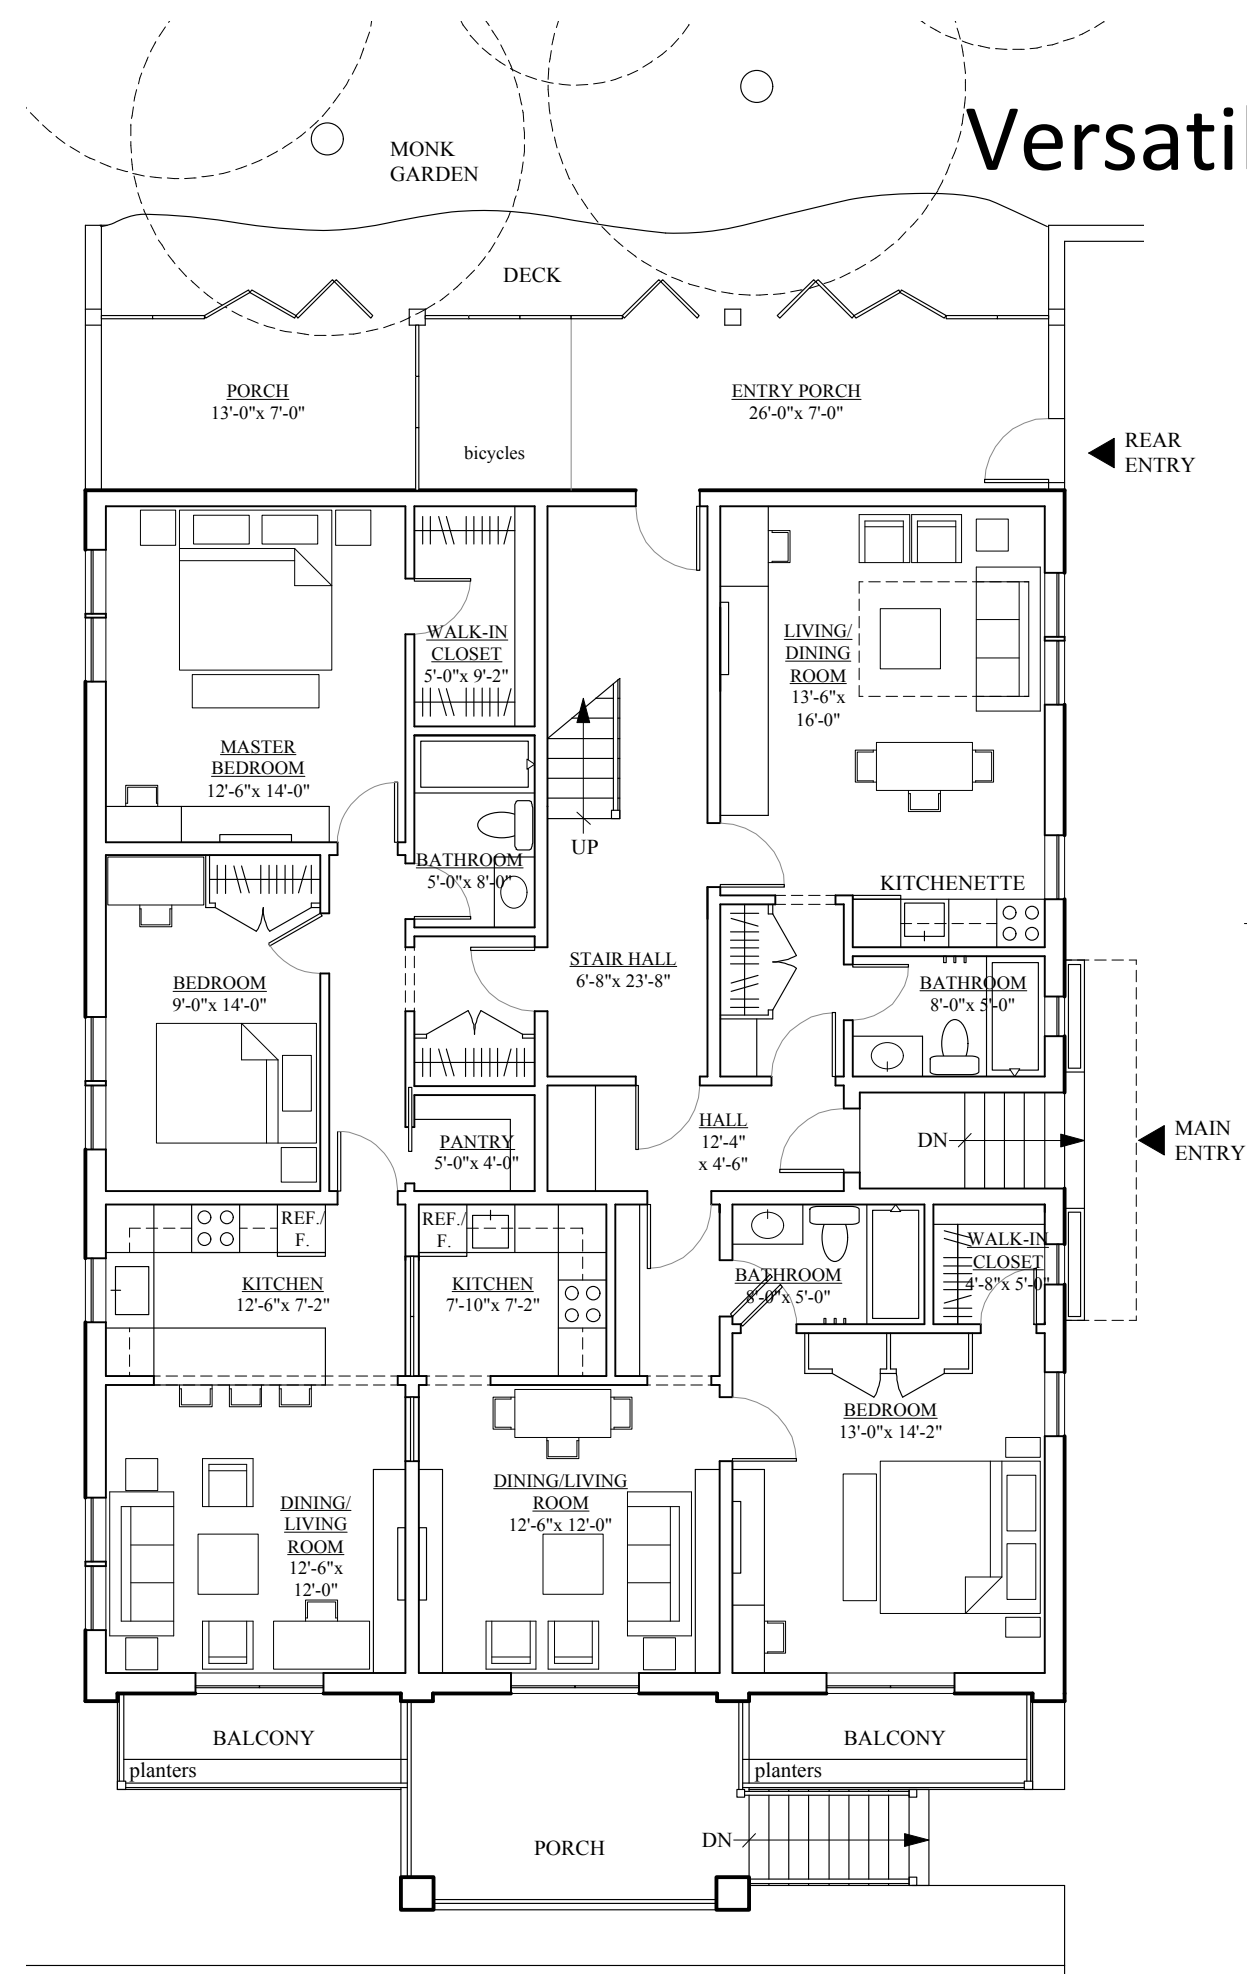 Versatil
MONK
GARDEN
DECK
PORCH
13'-0"x 7'-0"
ENTRY PORCH
26'-0"x 7'-0"
bicycles
REAR
ENTRY
WALK-IN
CLOSET
5'-0"x 9'-2"
LIVING/
DINING
ROOM
13'-6"x
16'-0"
MASTER
BEDROOM
12'-6"x 14'-0"
UP
BATHROOM
5'-0"x 8'-0"
KITCHENETTE
STAIR HALL
6'-8"x 23'-8"
BEDROOM
9'-0"x 14'-0"
BATHROOM
8'-0"x 5'-0"
HALL
12'-4"
x 4'-6"
PANTRY
5'-0"x 4'-0"
DN
MAIN
ENTRY
REF./
F.
REF./
F.
KITCHEN
12'-6"x 7'-2"
KITCHEN
7'-10"x 7'-2"
BATHROOM
8'-0"x 5'-0"
WALK-IN
CLOSET
4'-8"x 5'-0"
BEDROOM
13'-0"x 14'-2"
DINING/
LIVING
ROOM
12'-6"x
12'-0"
DINING/LIVING
ROOM
12'-6"x 12'-0"
BALCONY
planters
BALCONY
planters
PORCH
DN